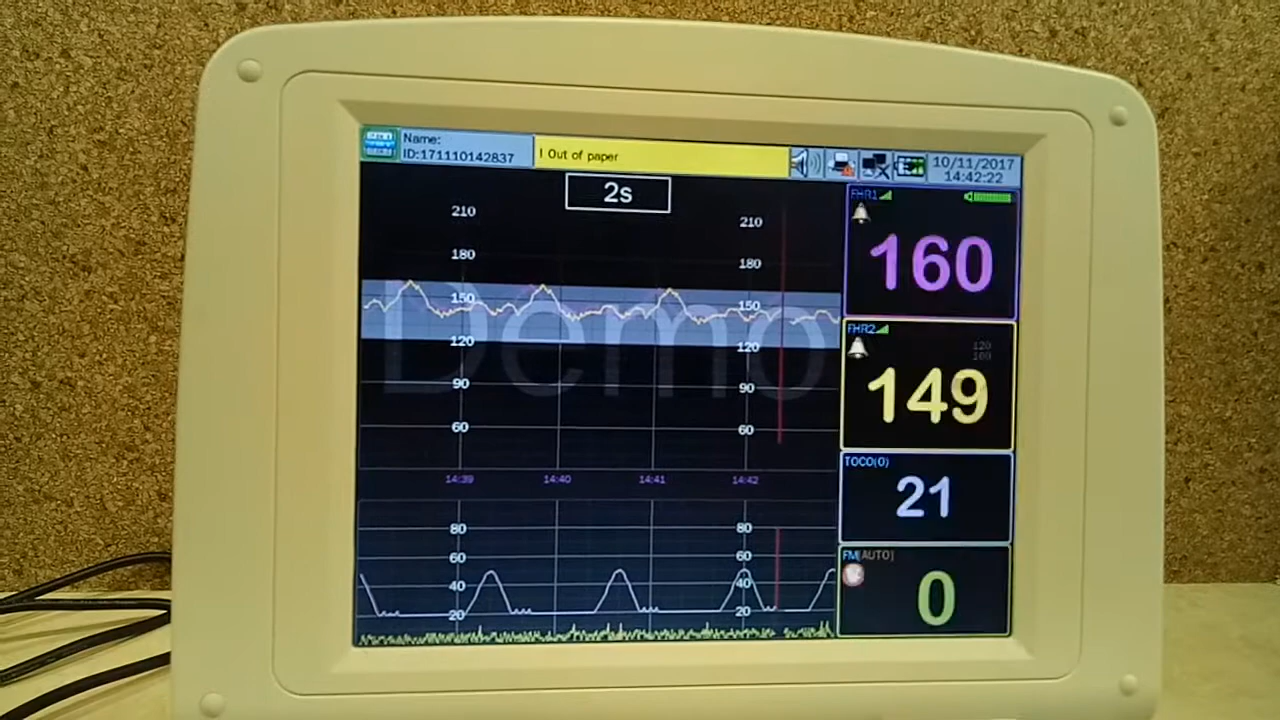 Name:
ID:171110142837
! Out of paper
10/11/2017
14:42:22
2s
210 210
180 180
150 150
120 120
90 90
60 60
Demo
14:39 14:40 14:41 14:42
80 80
60 60
40 40
20 20
FHR1
160
FHR2
120
160
149
TOCO(0)
21
FM[AUTO]
0